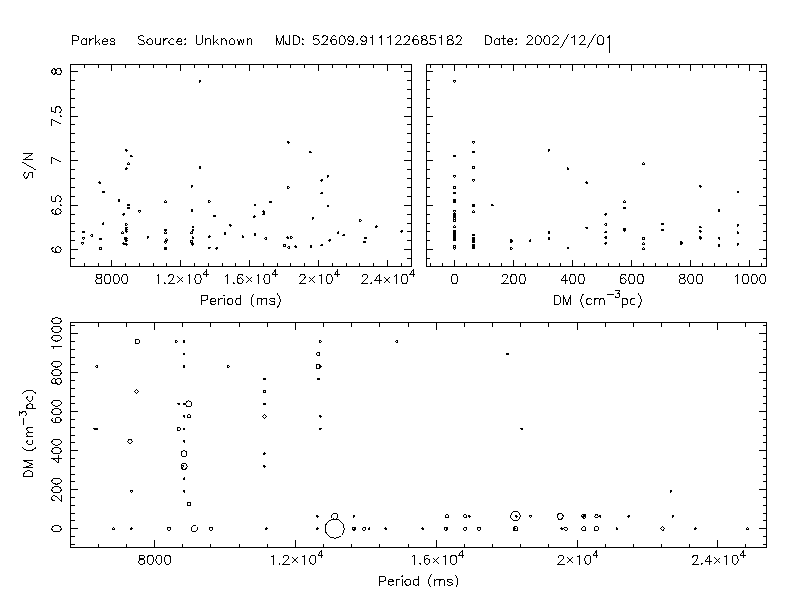 Parkes Source: Unknown MJD: 52609.911122685182 Date: 2002/12/01
8
7.5
7
6.5
6
S/N
8000 1.2×10⁴ 1.6×10⁴ 2×10⁴ 2.4×10⁴
Period (ms)
0 200 400 600 800 1000
DM (cm⁻³pc)
1000
800
600
400
200
0
DM (cm⁻³pc)
8000 1.2×10⁴ 1.6×10⁴ 2×10⁴ 2.4×10⁴
Period (ms)